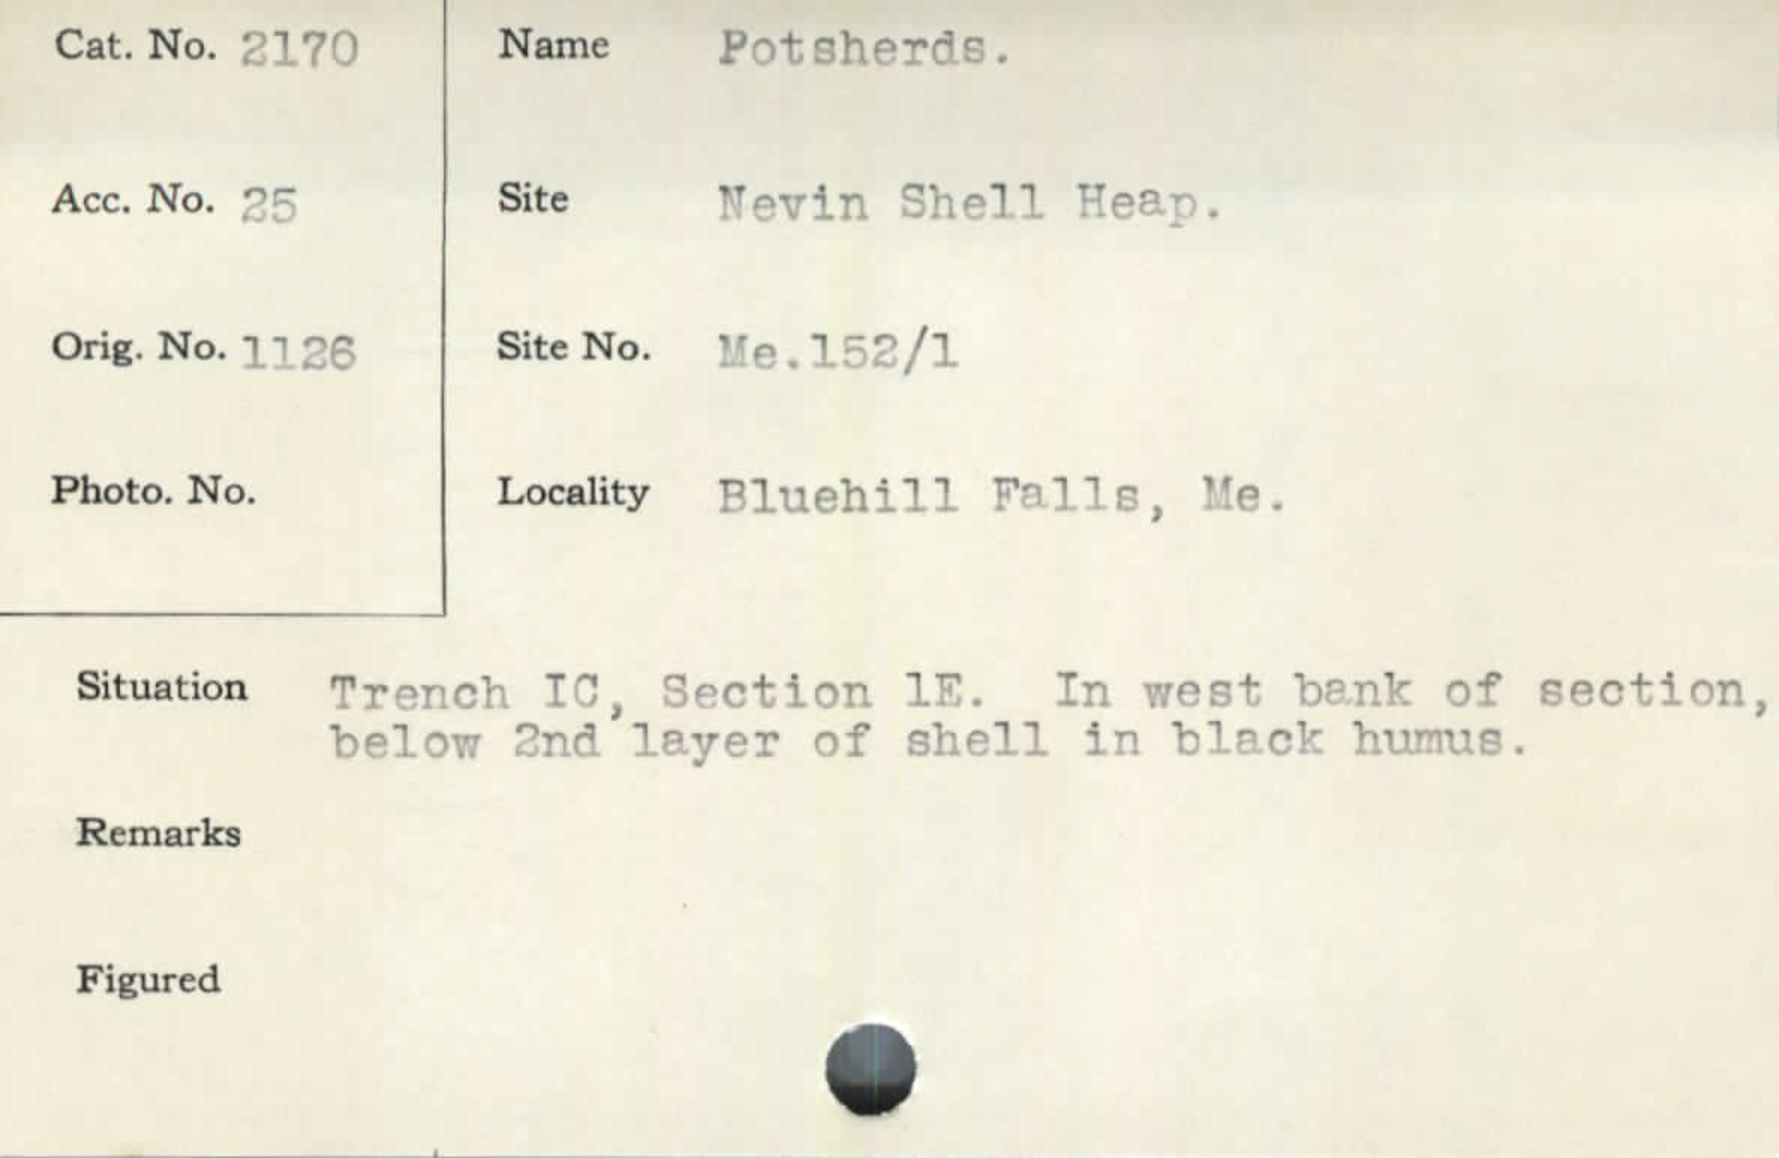 Cat. No. 2170
Name Potsherds.
Acc. No. 25
Site Nevin Shell Heap.
Orig. No. 1126
Site No. Me.152/1
Photo. No.
Locality Bluehill Falls, Me.
Situation Trench IC, Section 1E. In west bank of section,
below 2nd layer of shell in black humus.
Remarks
Figured